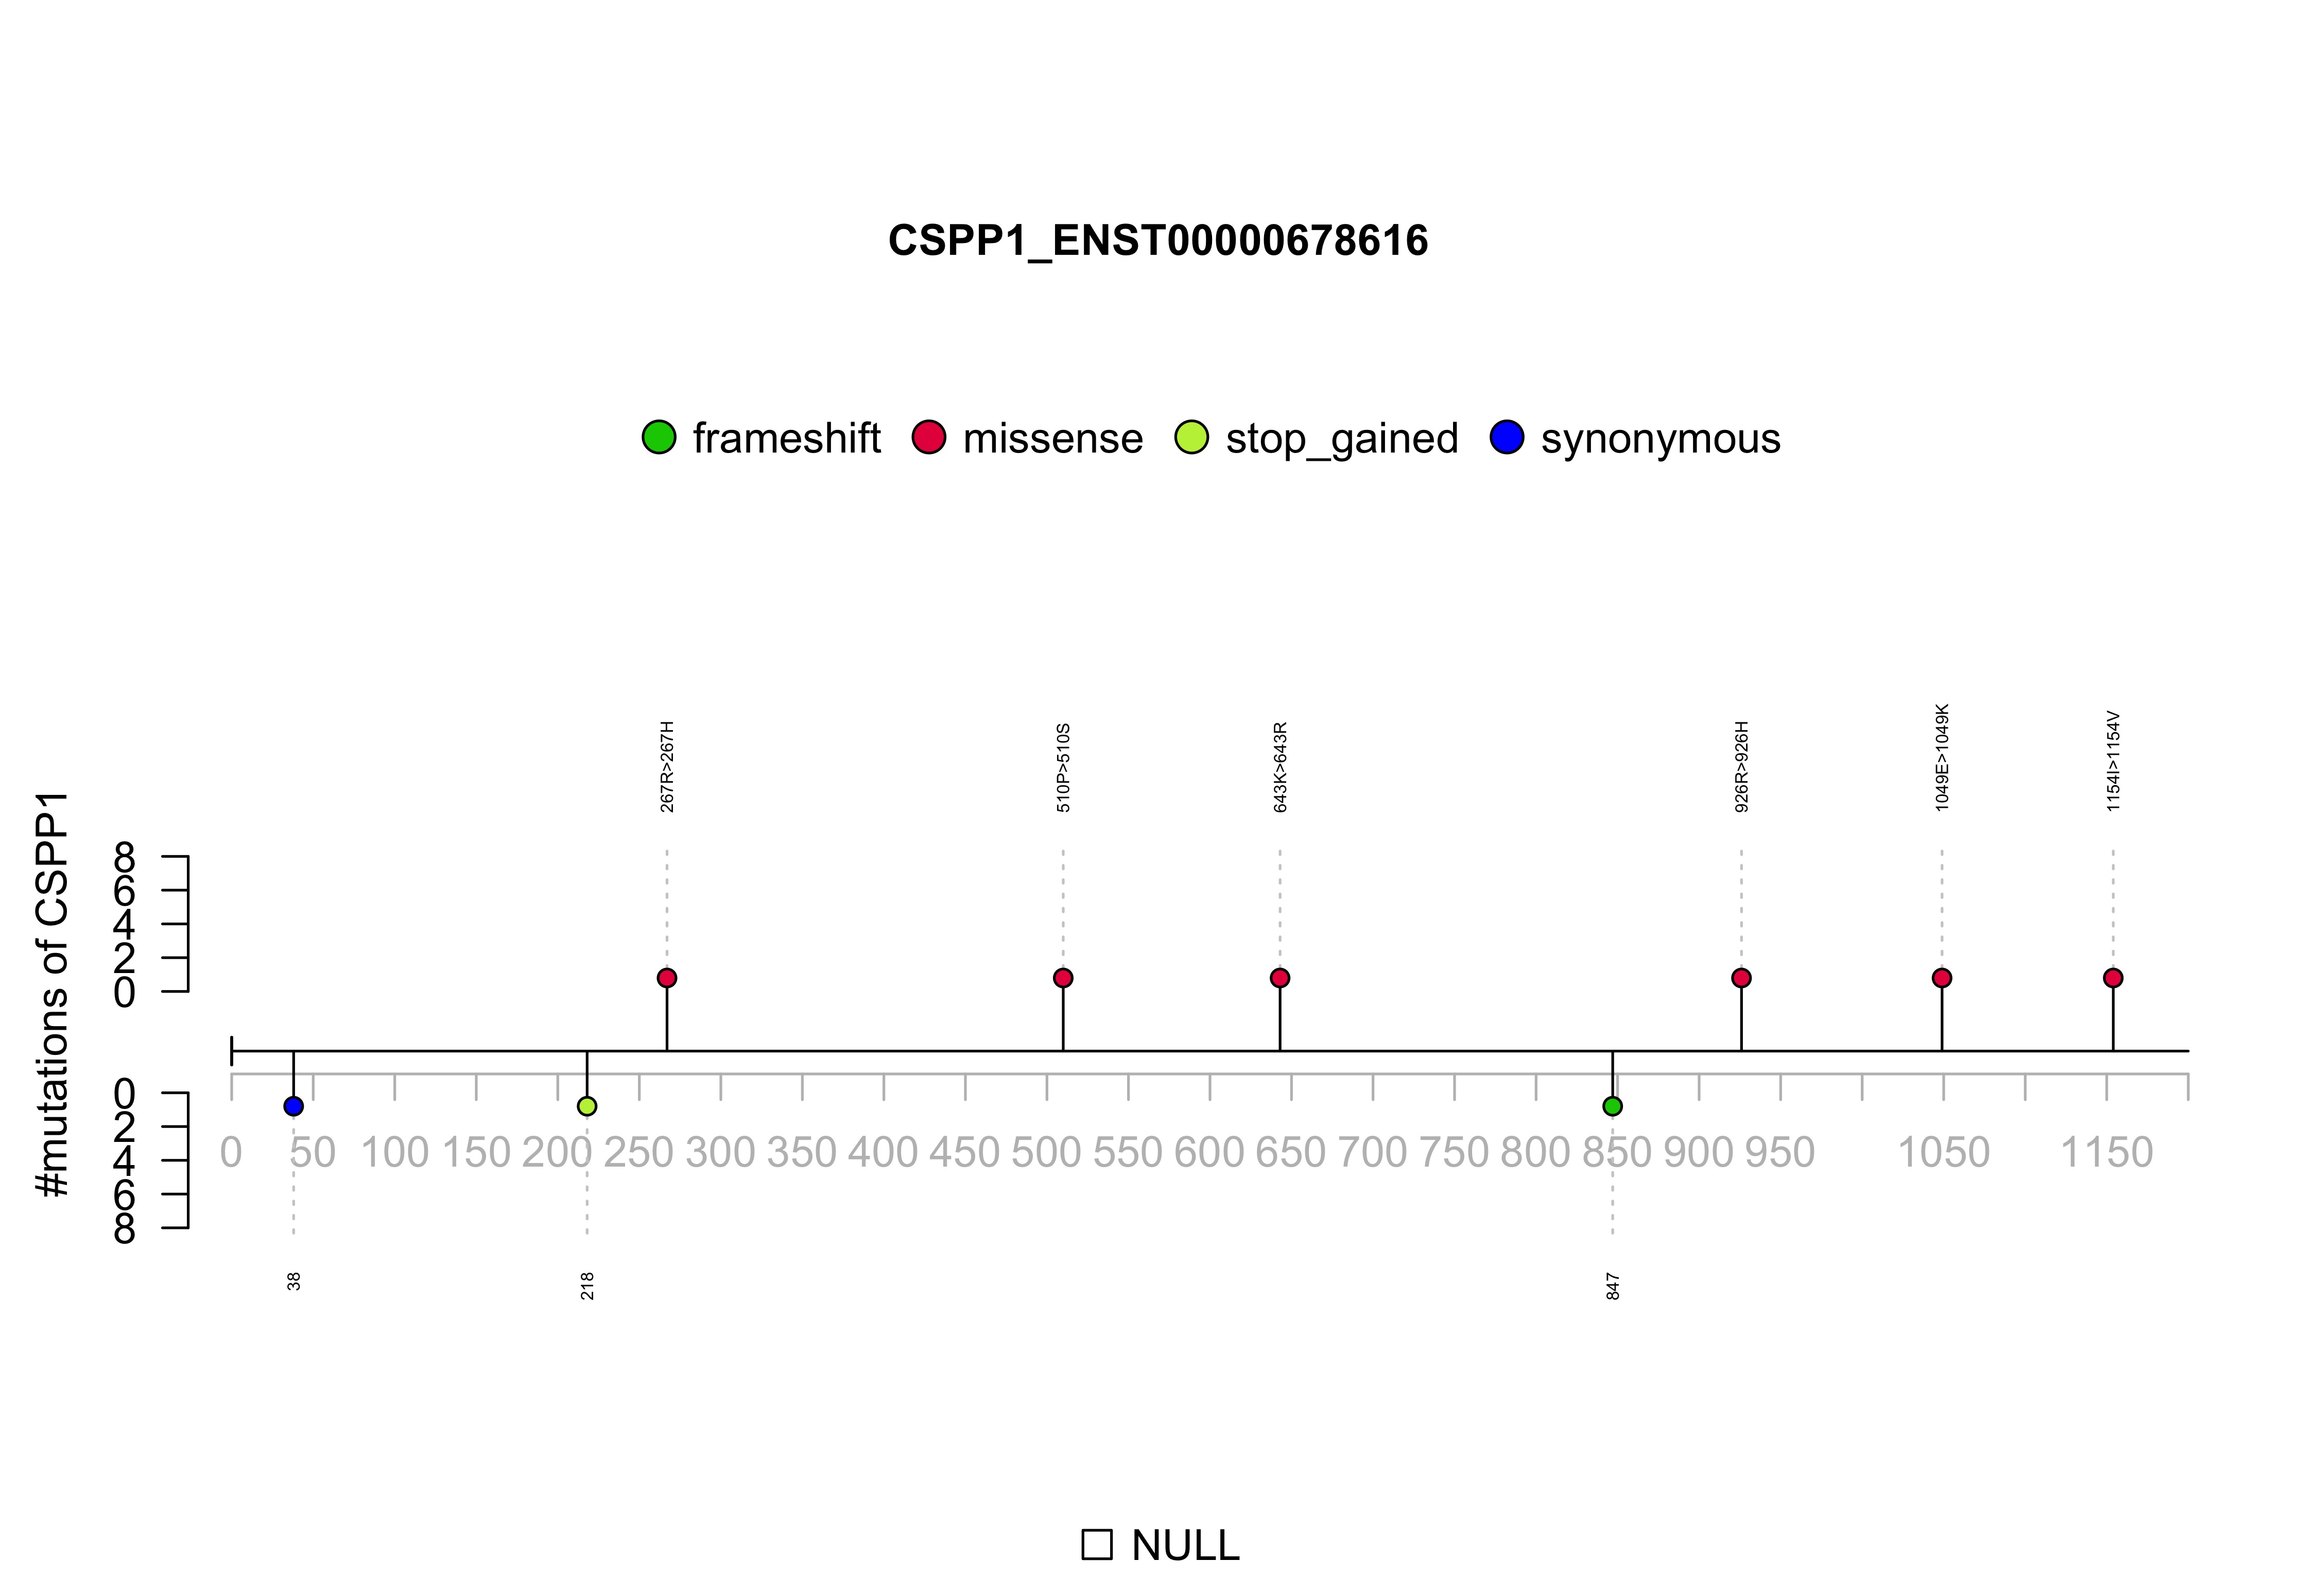 CSPP1_ENST00000678616
frameshift missense stop_gained synonymous
267R>267H
510P>510S
643K>643R
926R>926H
1049E>1049K
1154I>1154V
#mutations of CSPP1
8
6
4
2
0
0
2
4
6
8
0 50 100 150 200 250 300 350 400 450 500 550 600 650 700 750 800 850 900 950 1050 1150
38
218
847
NULL